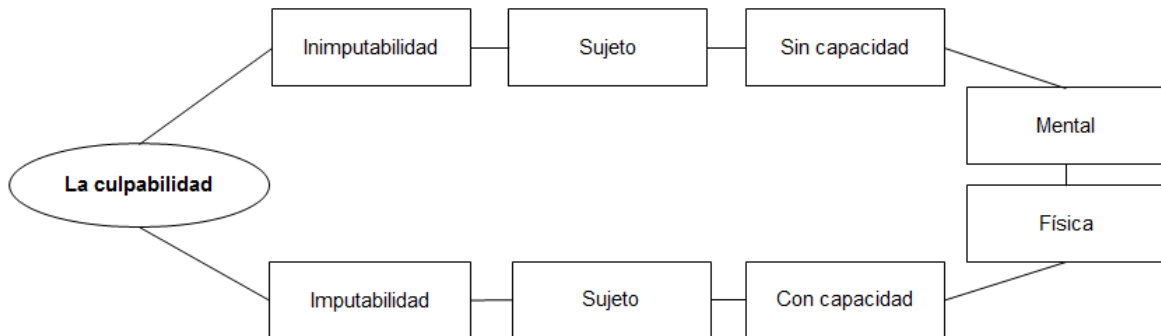 Inimputabilidad
Sujeto
Sin capacidad
Mental
La culpabilidad
Física
Imputabilidad
Sujeto
Con capacidad